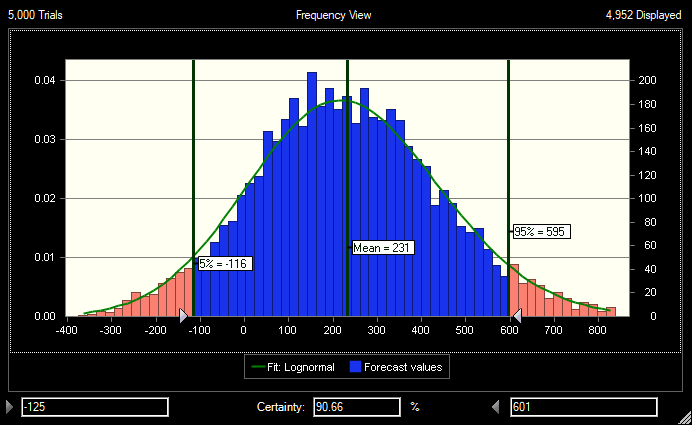 5,000 Trials Frequency View 4,952 Displayed
0.04 200
180
160
0.03 140
120
0.02 100
80
95% = 595
Mean = 231
0.01 60
5% = -116
40
20
0.00 0
-400 -300 -200 -100 0 100 200 300 400 500 600 700 800
Fit: Lognormal Forecast values
-125 Certainty: 90.66 % 601